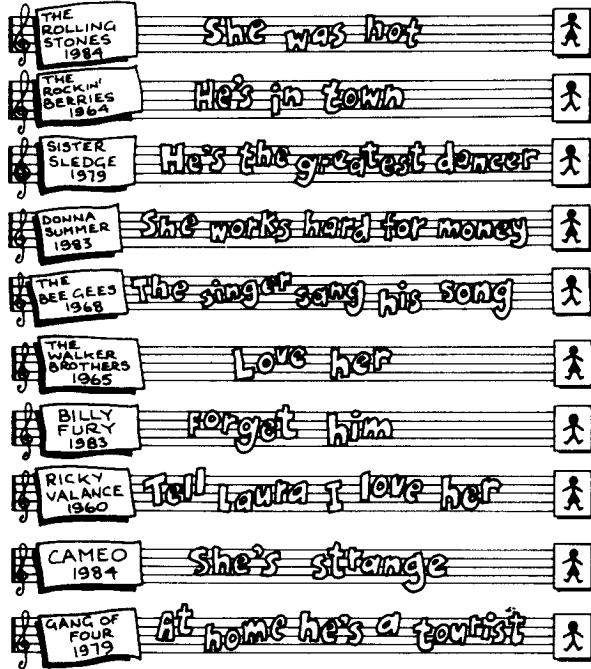 THE
ROLLING
STONES
1984
She was hot
THE
ROCKIN'
BERRIES
1964
He's in town
SISTER
SLEDGE
1979
He's the greatest dencer
DONNA
SUMMER
1983
She works hard for money
THE
BEE GEES
1968
The singer sang his song
THE
WALKER
BROTHERS
1965
Love her
BILLY
FURY
1983
Forget him
RICKY
VALANCE
1960
Tell Laura I love her
CAMEO
1984
She's strange
GANG OF
FOUR
1979
At home he's a tourist